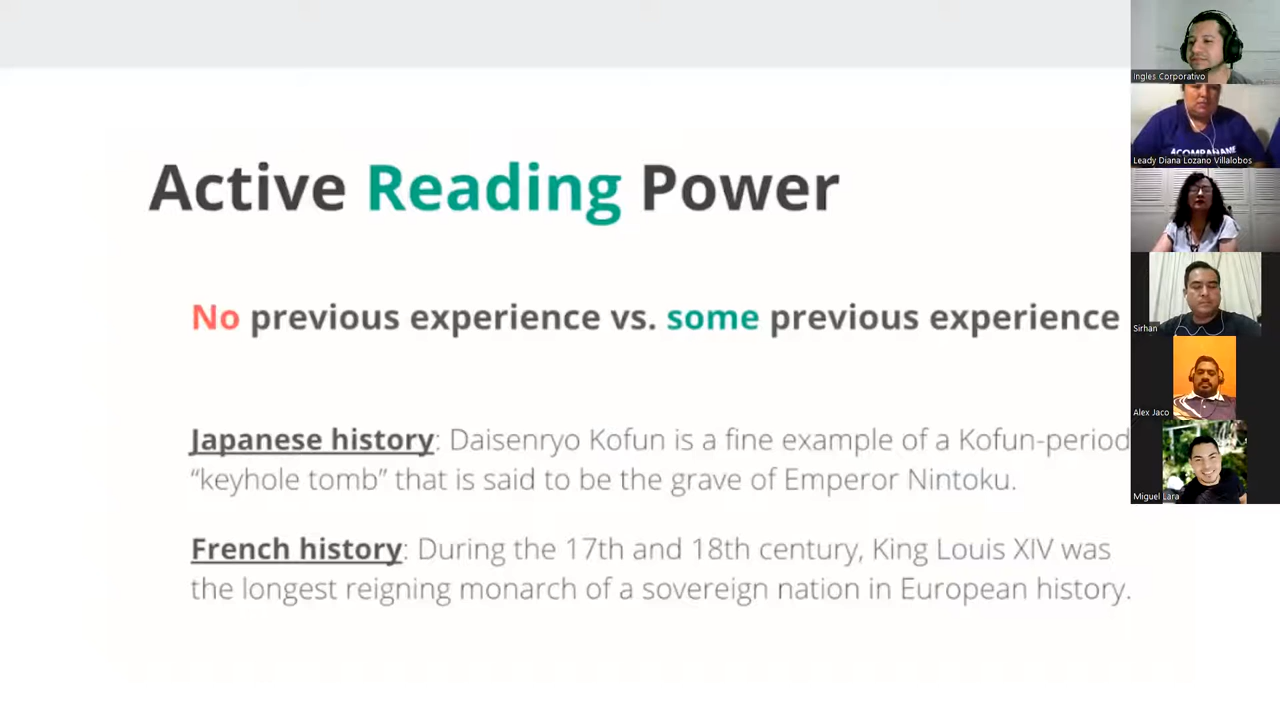 Active Reading Power
No previous experience vs. some previous experience
Japanese history: Daisenryo Kofun is a fine example of a Kofun-period
“keyhole tomb” that is said to be the grave of Emperor Nintoku.
French history: During the 17th and 18th century, King Louis XIV was
the longest reigning monarch of a sovereign nation in European history.
Ingles Corporativo
ACOMPAÑAME
Leady Diana Lozano Villalobos
Sirhan
Alex Jaco
Miguel Lara